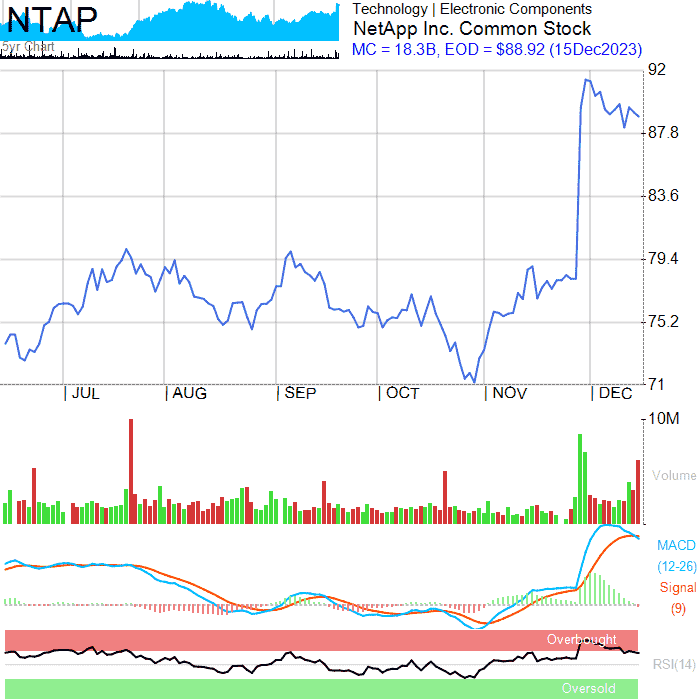 NTAP
5yr Chart
Technology | Electronic Components
NetApp Inc. Common Stock
MC = 18.3B, EOD = $88.92 (15Dec2023)
92
87.8
83.6
79.4
75.2
71
| JUL | AUG | SEP | OCT | NOV | DEC
10M
Volume
MACD
(12-26)
Signal
(9)
Overbought
RSI(14)
Oversold